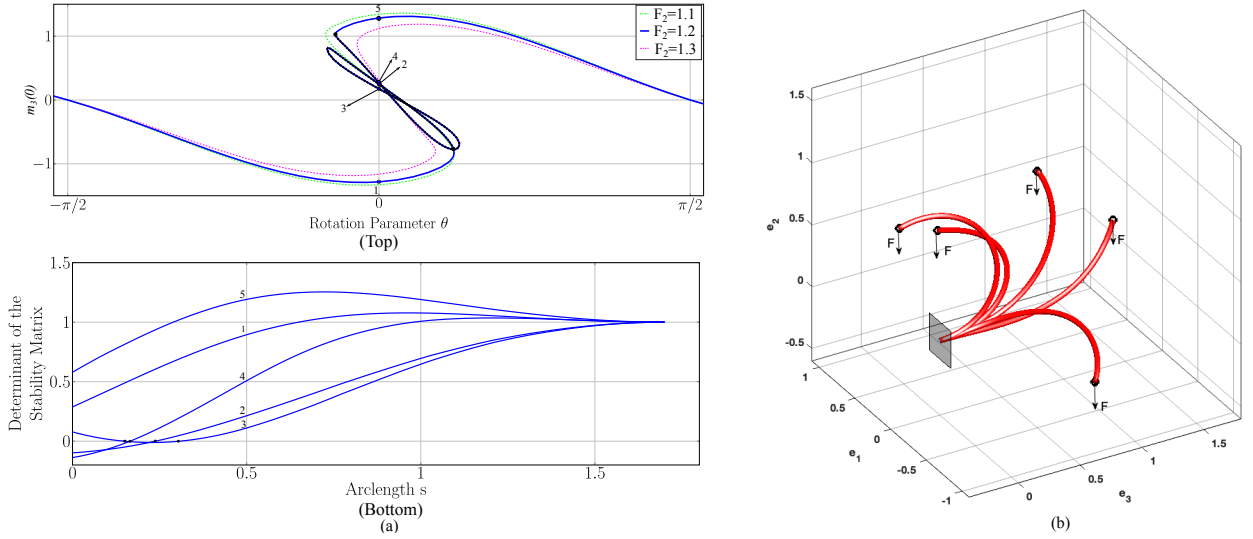 F₂=1.1
F₂=1.2
F₂=1.3
m₃(0)
1
0
−1
5
4
2
3
1
−π/2
0
π/2
Rotation Parameter θ
(Top)
Determinant of the
Stability Matrix
1.5
1
0.5
0
5
1
4
2
3
0
0.5
1
1.5
Arclength s
(Bottom)
(a)
e₂
1.5
1
0.5
0
-0.5
F
F
F
F
F
1
0.5
0
-0.5
-1
e₁
0
0.5
1
1.5
e₃
(b)